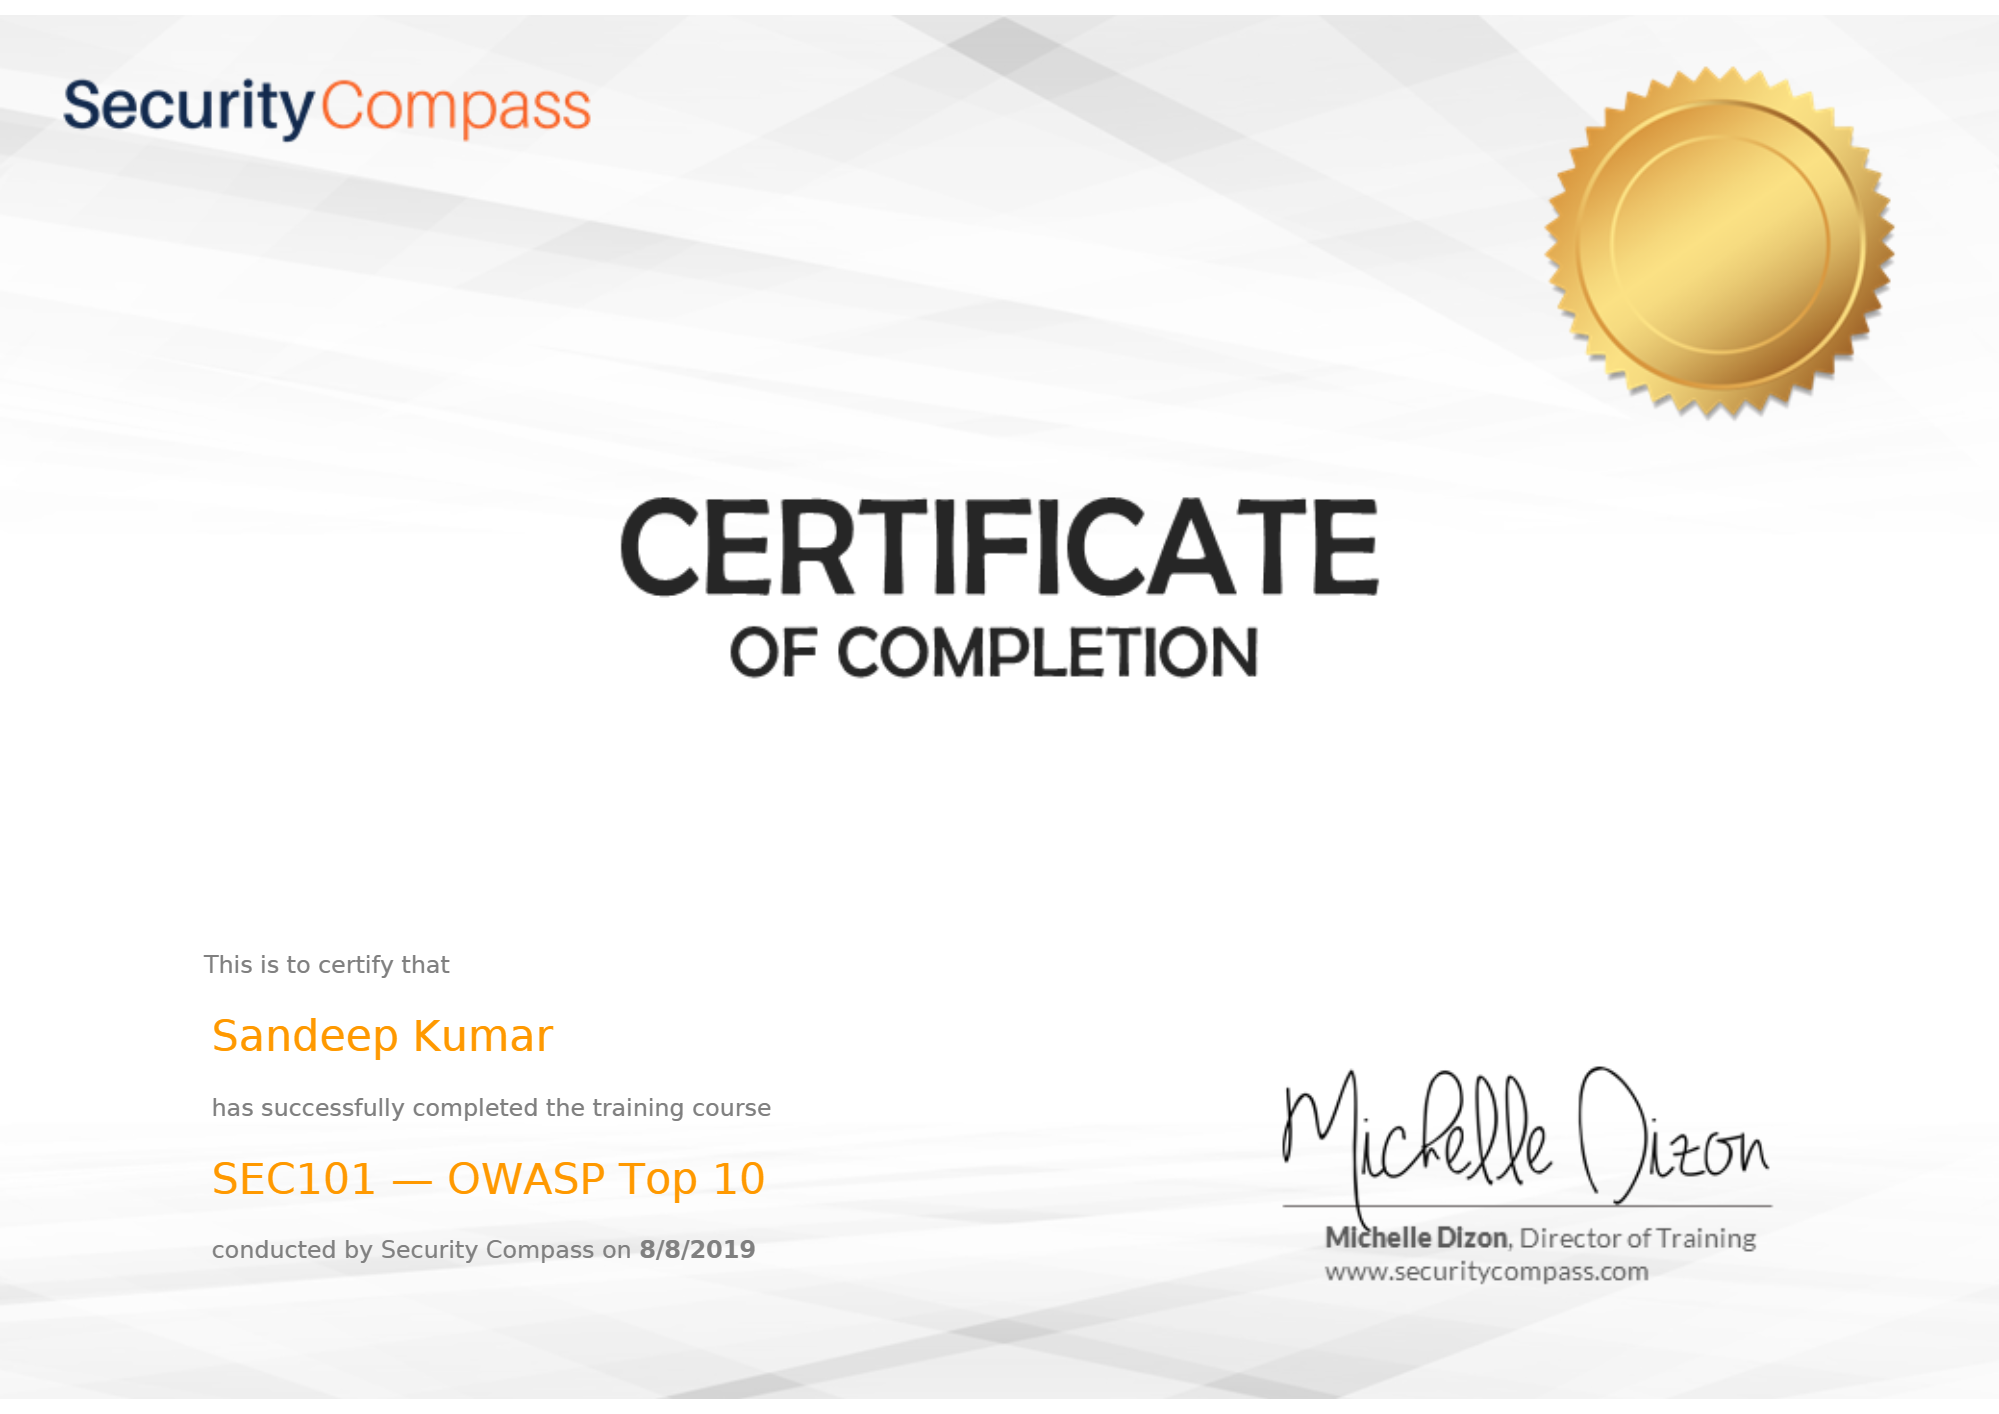 SecurityCompass
CERTIFICATE
OF COMPLETION
This is to certify that
Sandeep Kumar
has successfully completed the training course
SEC101 — OWASP Top 10
conducted by Security Compass on 8/8/2019
Michelle Dizon
Michelle Dizon, Director of Training
www.securitycompass.com